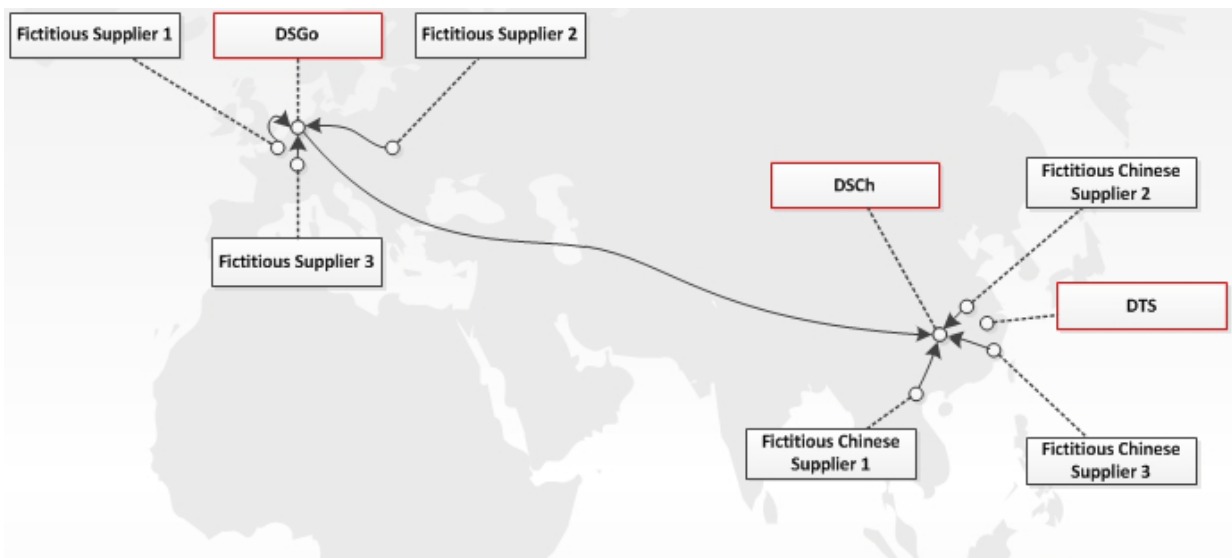 Fictitious Supplier 1
DSGo
Fictitious Supplier 2
Fictitious Supplier 3
DSCh
Fictitious Chinese
Supplier 2
DTS
Fictitious Chinese
Supplier 1
Fictitious Chinese
Supplier 3